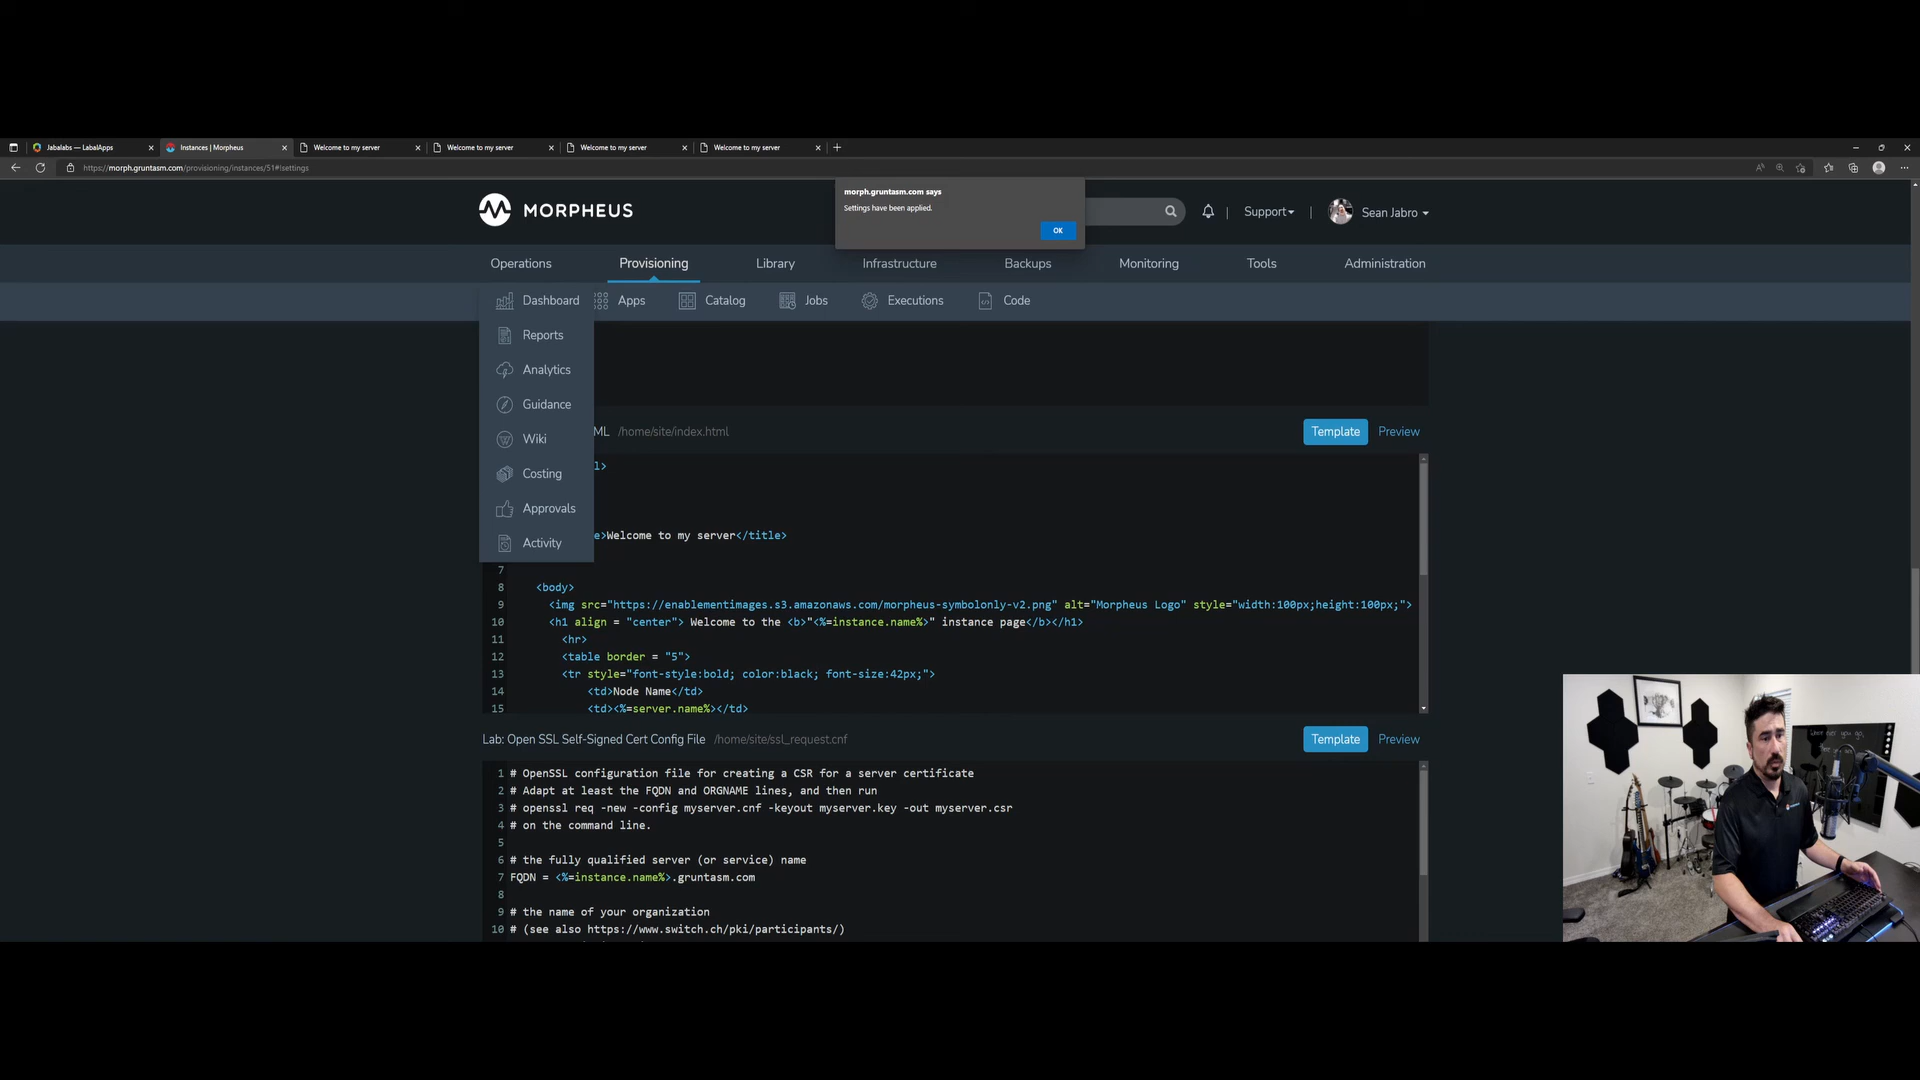 Jabalabs — LabalApps
Instances | Morpheus
Welcome to my server
Welcome to my server
Welcome to my server
Welcome to my server
https://morph.gruntasm.com/provisioning/instances/51#!settings
morph.gruntasm.com says
Settings have been applied.
OK
MORPHEUS
Support
Sean Jabro
Operations
Provisioning
Library
Infrastructure
Backups
Monitoring
Tools
Administration
Dashboard
Apps
Catalog
Jobs
Executions
Code
Reports
Analytics
Guidance
Wiki
Costing
Approvals
Activity
ML /home/site/index.html
Template
Preview
l>
e>Welcome to my server</title>
7
8 <body>
9 <img src="https://enablementimages.s3.amazonaws.com/morpheus-symbolonly-v2.png" alt="Morpheus Logo" style="width:100px;height:100px;">
10 <h1 align = "center"> Welcome to the <b>"<%=instance.name%>" instance page</b></h1>
11 <hr>
12 <table border = "5">
13 <tr style="font-style:bold; color:black; font-size:42px;">
14 <td>Node Name</td>
15 <td><%=server.name%></td>
Lab: Open SSL Self-Signed Cert Config File /home/site/ssl_request.cnf
Template
Preview
1 # OpenSSL configuration file for creating a CSR for a server certificate
2 # Adapt at least the FQDN and ORGNAME lines, and then run
3 # openssl req -new -config myserver.cnf -keyout myserver.key -out myserver.csr
4 # on the command line.
5
6 # the fully qualified server (or service) name
7 FQDN = <%=instance.name%>.gruntasm.com
8
9 # the name of your organization
10 # (see also https://www.switch.ch/pki/participants/)